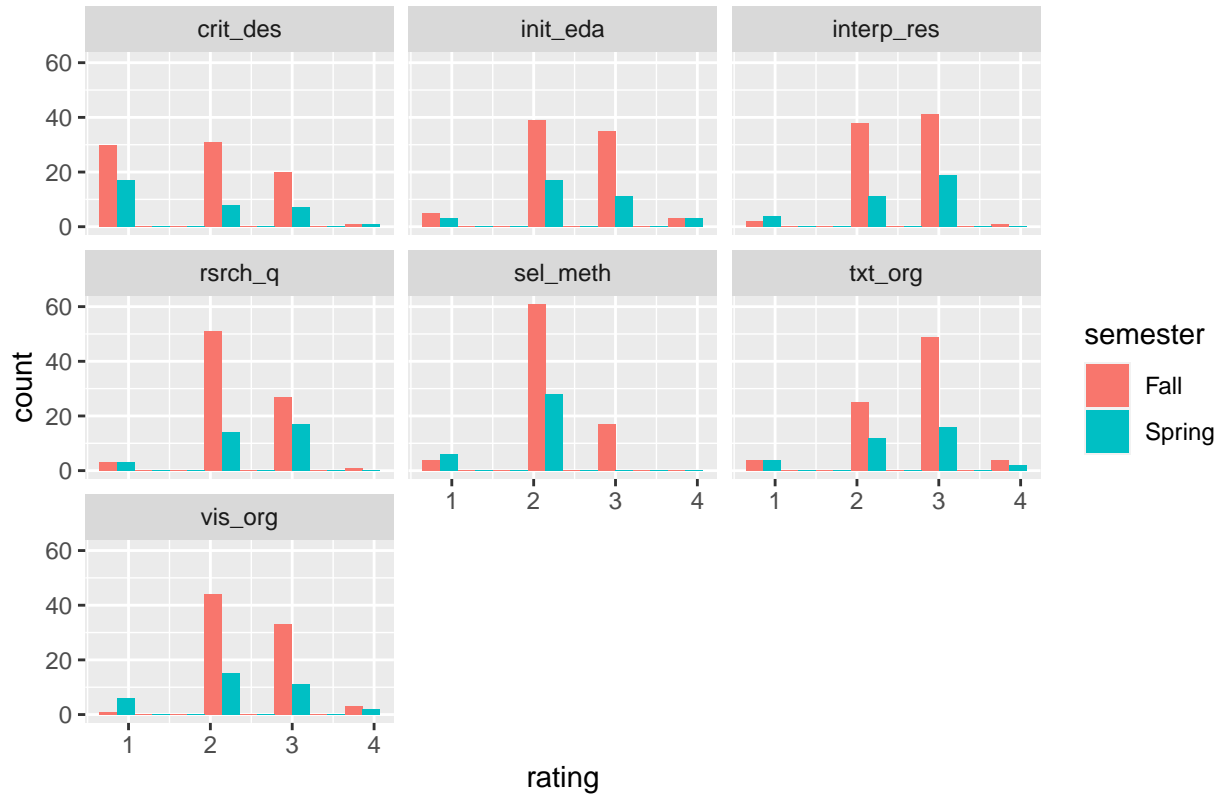 crit_des init_eda interp_res
60
40
20
0
rsrch_q sel_meth txt_org
60
40
20
0
1 2 3 4 1 2 3 4
vis_org
60
40
20
0
1 2 3 4
rating
count
semester
Fall
Spring